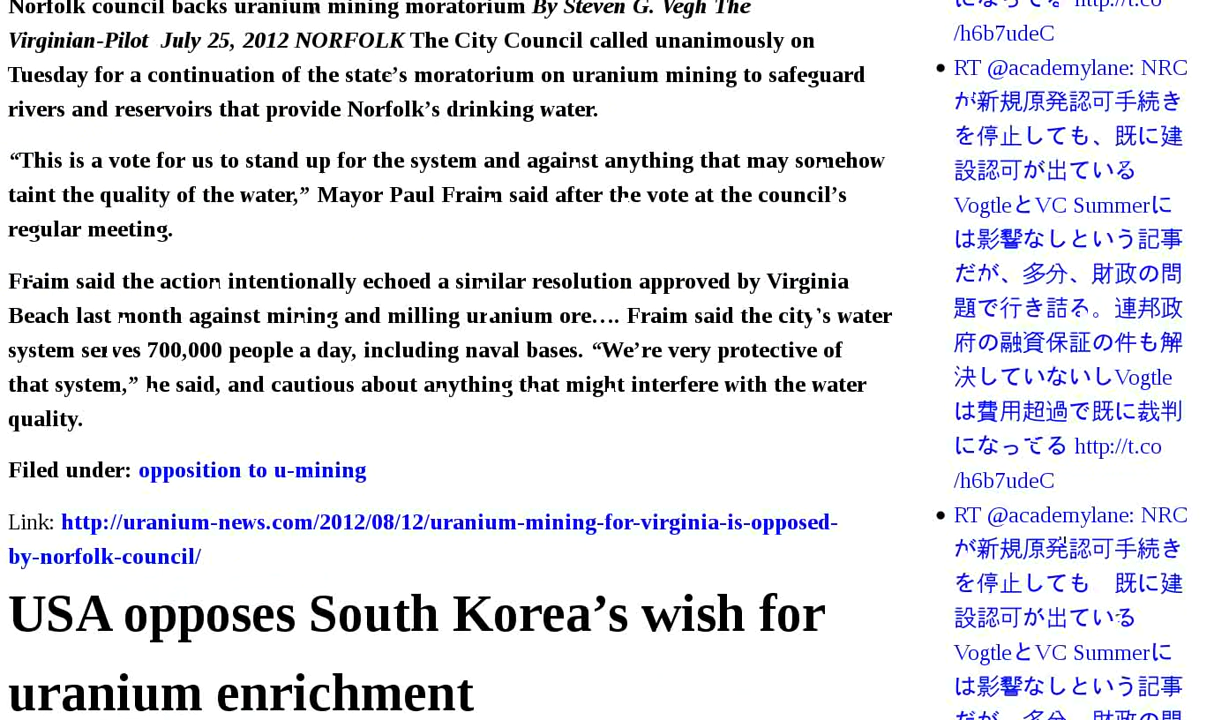 Norfolk council backs uranium mining moratorium By Steven G. Vegh The
Virginian-Pilot July 25, 2012 NORFOLK The City Council called unanimously on
Tuesday for a continuation of the state’s moratorium on uranium mining to safeguard
rivers and reservoirs that provide Norfolk’s drinking water.
“This is a vote for us to stand up for the system and against anything that may somehow
taint the quality of the water,” Mayor Paul Fraim said after the vote at the council’s
regular meeting.
Fraim said the action intentionally echoed a similar resolution approved by Virginia
Beach last month against mining and milling uranium ore…. Fraim said the city’s water
system serves 700,000 people a day, including naval bases. “We’re very protective of
that system,” he said, and cautious about anything that might interfere with the water
quality.
Filed under: opposition to u-mining
Link: http://uranium-news.com/2012/08/12/uranium-mining-for-virginia-is-opposed-
by-norfolk-council/
USA opposes South Korea’s wish for
uranium enrichment
になってる http://t.co
/h6b7udeC
RT @academylane: NRC
が新規原発認可手続き
を停止しても、既に建
設認可が出ている
VogtleとVC Summerに
は影響なしという記事
だが、多分、財政の問
題で行き詰る。連邦政
府の融資保証の件も解
決していないしVogtle
は費用超過で既に裁判
になってる http://t.co
/h6b7udeC
RT @academylane: NRC
が新規原発認可手続き
を停止しても 既に建
設認可が出ている
VogtleとVC Summerに
は影響なしという記事
だが、多分、財政の問